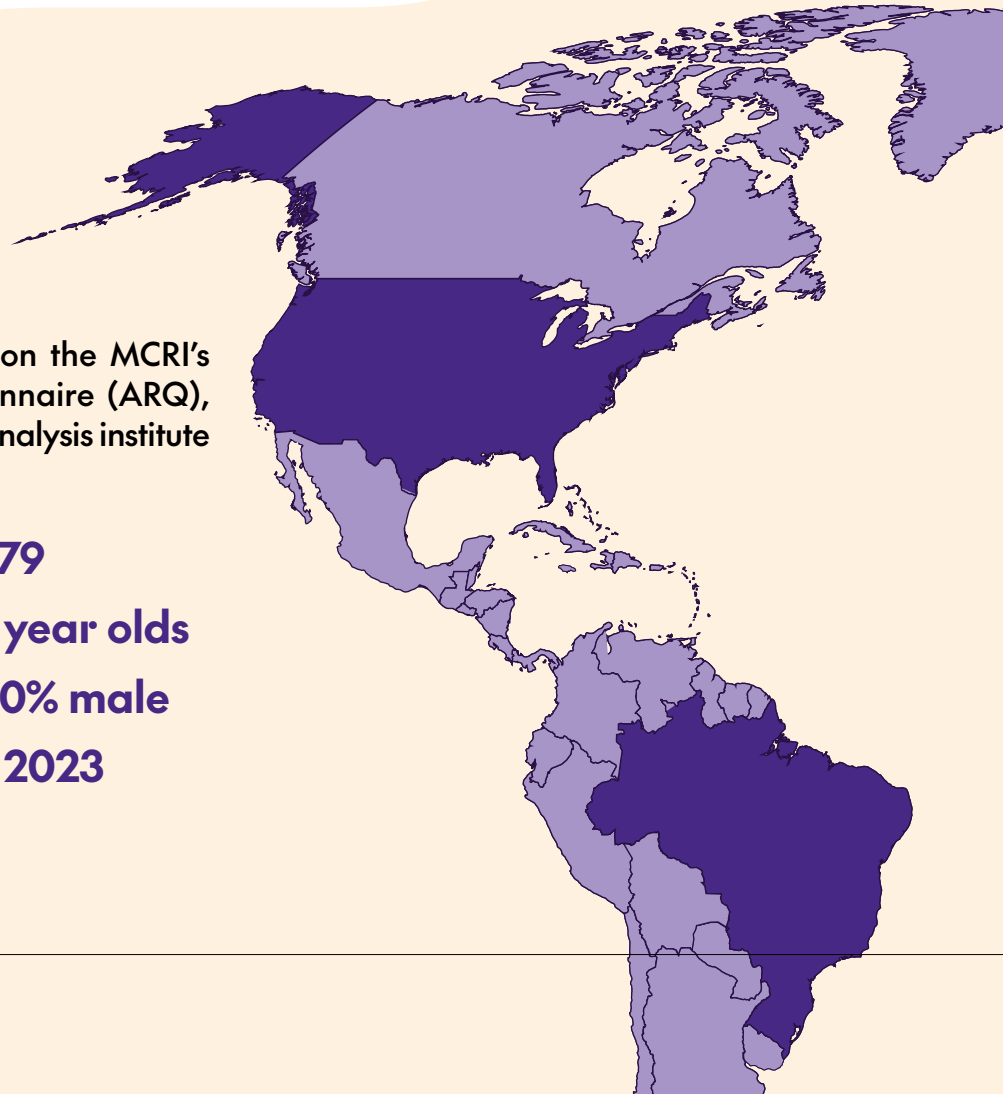 on the MCRI's
nnaire (ARQ),
nalysis institute
79
year olds
0% male
2023